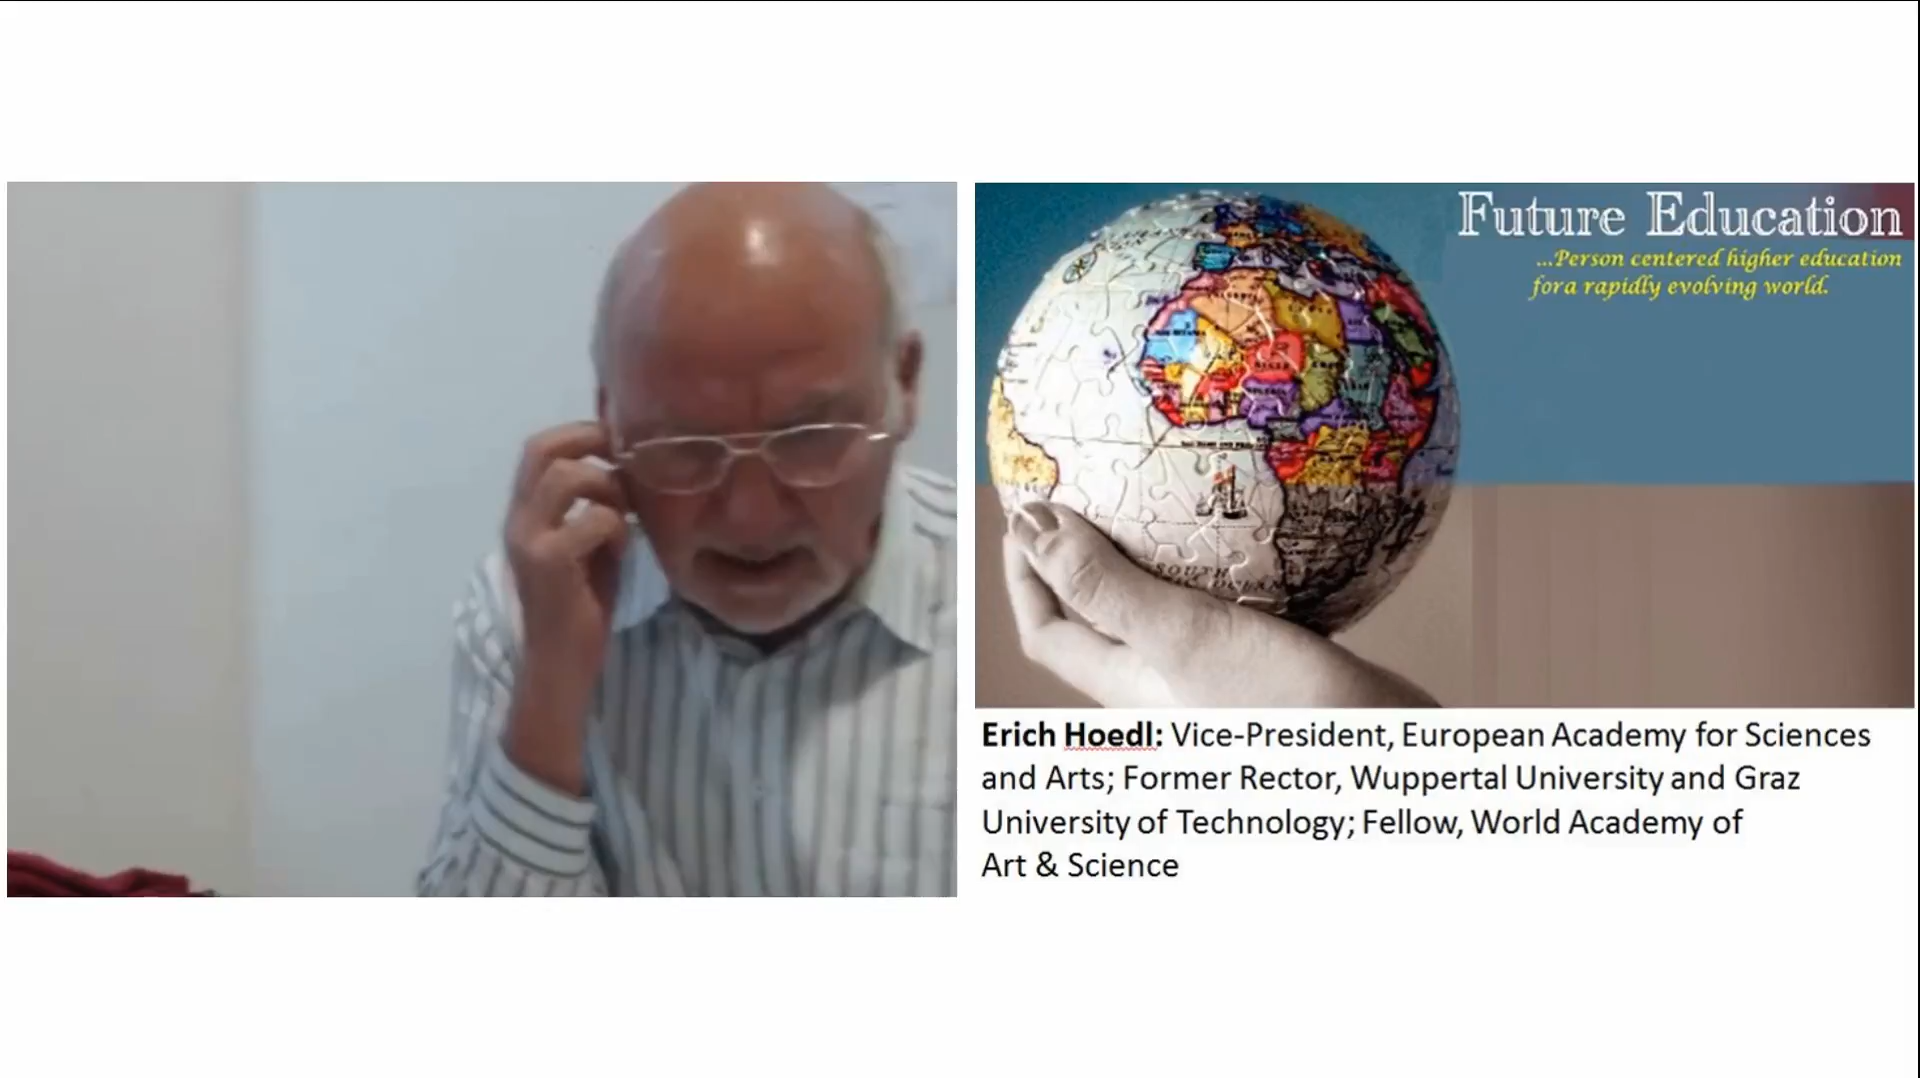 Future Education
...Person centered higher education
fora rapidly evolving world.
SOUTH
Erich Hoedl: Vice-President, European Academy for Sciences
and Arts; Former Rector, Wuppertal University and Graz
University of Technology; Fellow, World Academy of
Art & Science